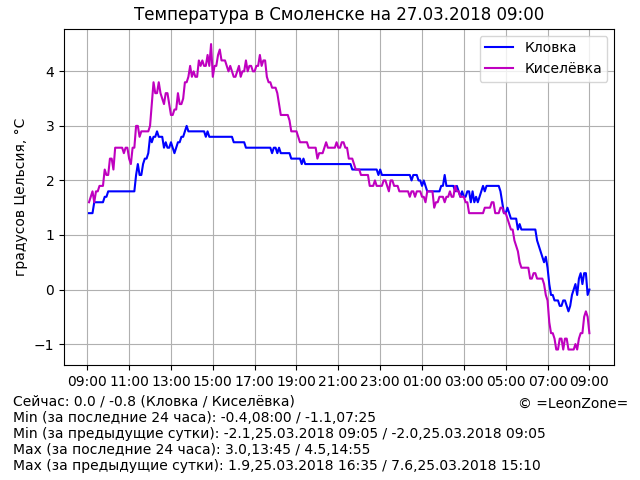 Температура в Смоленске на 27.03.2018 09:00
Кловка
Киселёвка
градусов Цельсия, °C
4
3
2
1
0
−1
09:00 11:00 13:00 15:00 17:00 19:00 21:00 23:00 01:00 03:00 05:00 07:00 09:00
Сейчас: 0.0 / -0.8 (Кловка / Киселёвка)
© =LeonZone=
Min (за последние 24 часа): -0.4,08:00 / -1.1,07:25
Min (за предыдущие сутки): -2.1,25.03.2018 09:05 / -2.0,25.03.2018 09:05
Max (за последние 24 часа): 3.0,13:45 / 4.5,14:55
Max (за предыдущие сутки): 1.9,25.03.2018 16:35 / 7.6,25.03.2018 15:10